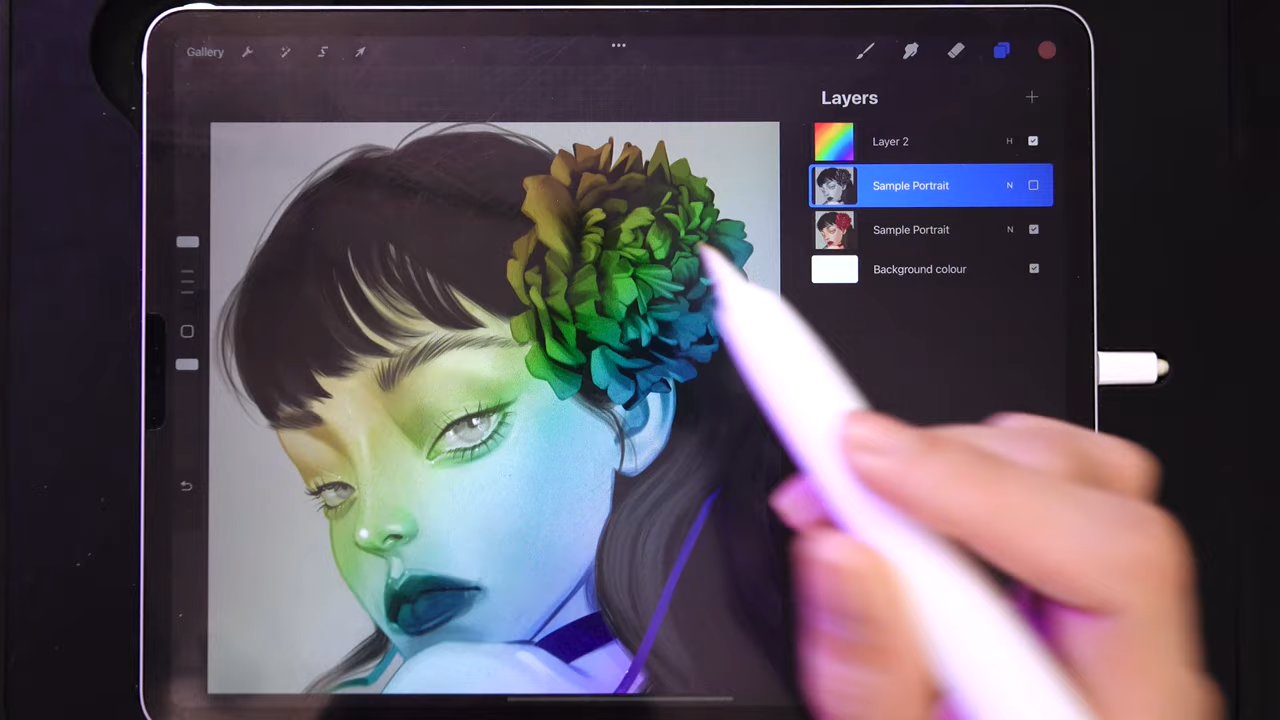 Gallery
Layers
Layer 2 H
Sample Portrait N
Sample Portrait N
Background colour